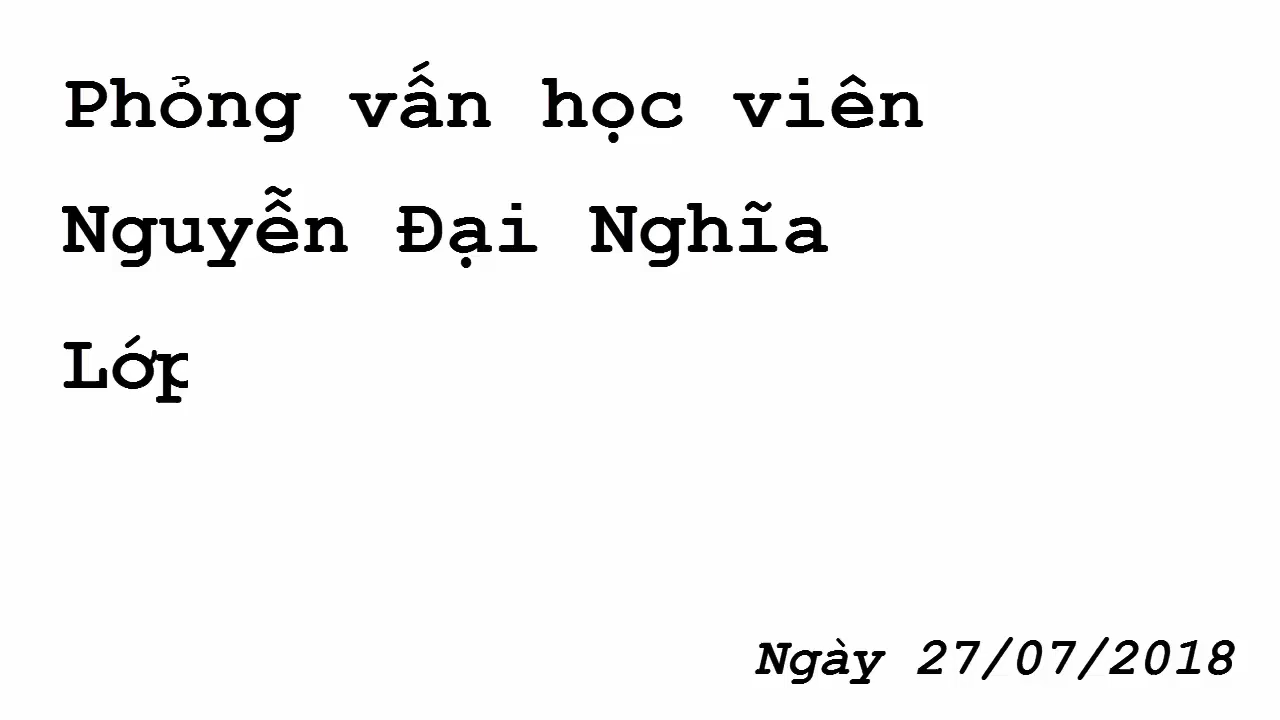 Phỏng vấn học viên
Nguyễn Đại Nghĩa
Lớp
Ngày 27/07/2018